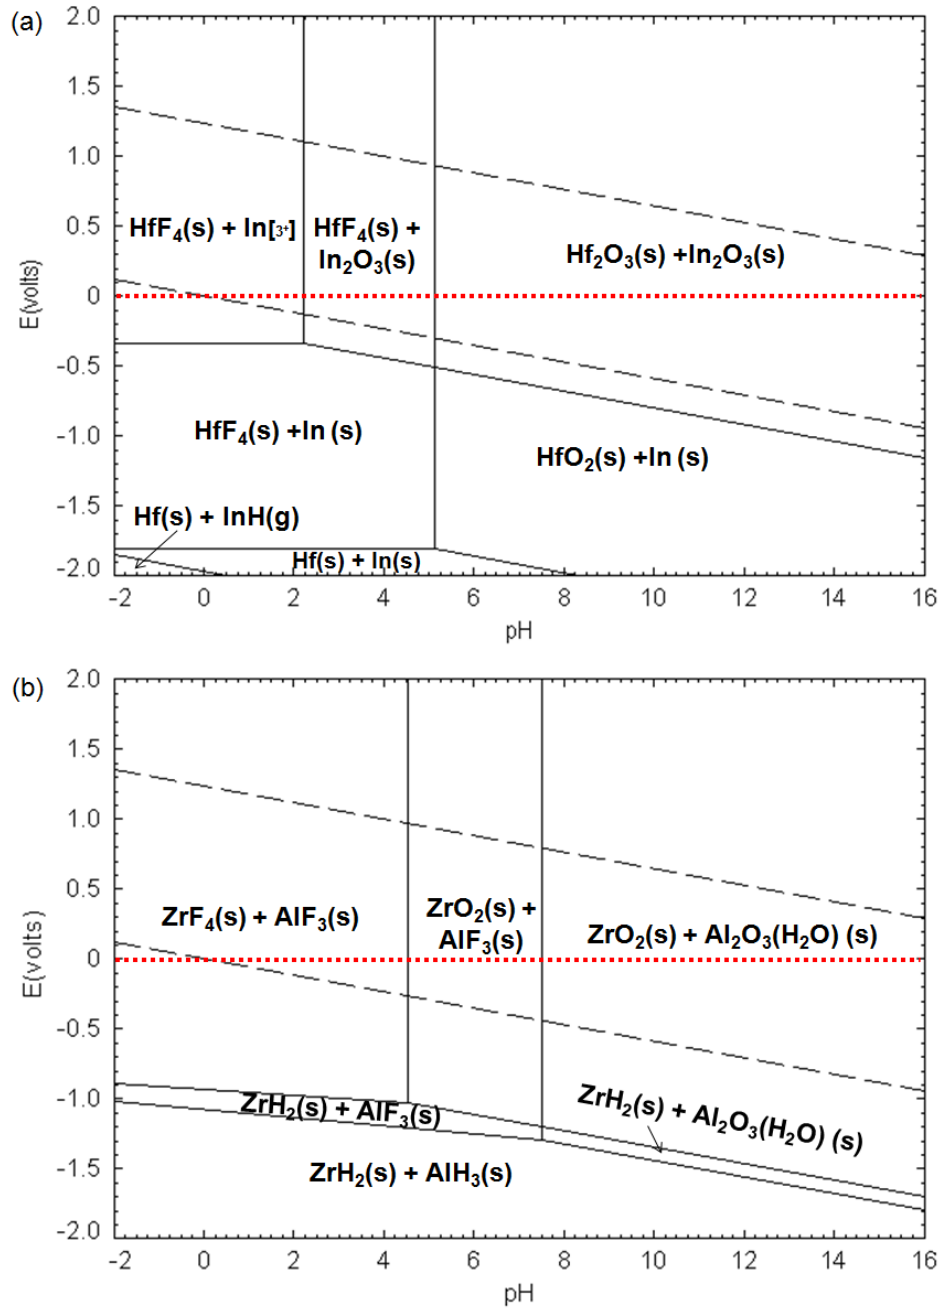 (a)
2.0
1.5
1.0
0.5
0
-0.5
-1.0
-1.5
-2.0
E(volts)
HfF₄(s) + In[³⁺]
HfF₄(s) +
In₂O₃(s)
Hf₂O₃(s) +In₂O₃(s)
HfF₄(s) +In (s)
HfO₂(s) +In (s)
Hf(s) + InH(g)
Hf(s) + In(s)
-2 0 2 4 6 8 10 12 14 16
pH
(b)
2.0
1.5
1.0
0.5
0
-0.5
-1.0
-1.5
-2.0
E(volts)
ZrF₄(s) + AlF₃(s)
ZrO₂(s) +
AlF₃(s)
ZrO₂(s) + Al₂O₃(H₂O) (s)
ZrH₂(s) + AlF₃(s)
ZrH₂(s) + Al₂O₃(H₂O) (s)
ZrH₂(s) + AlH₃(s)
-2 0 2 4 6 8 10 12 14 16
pH